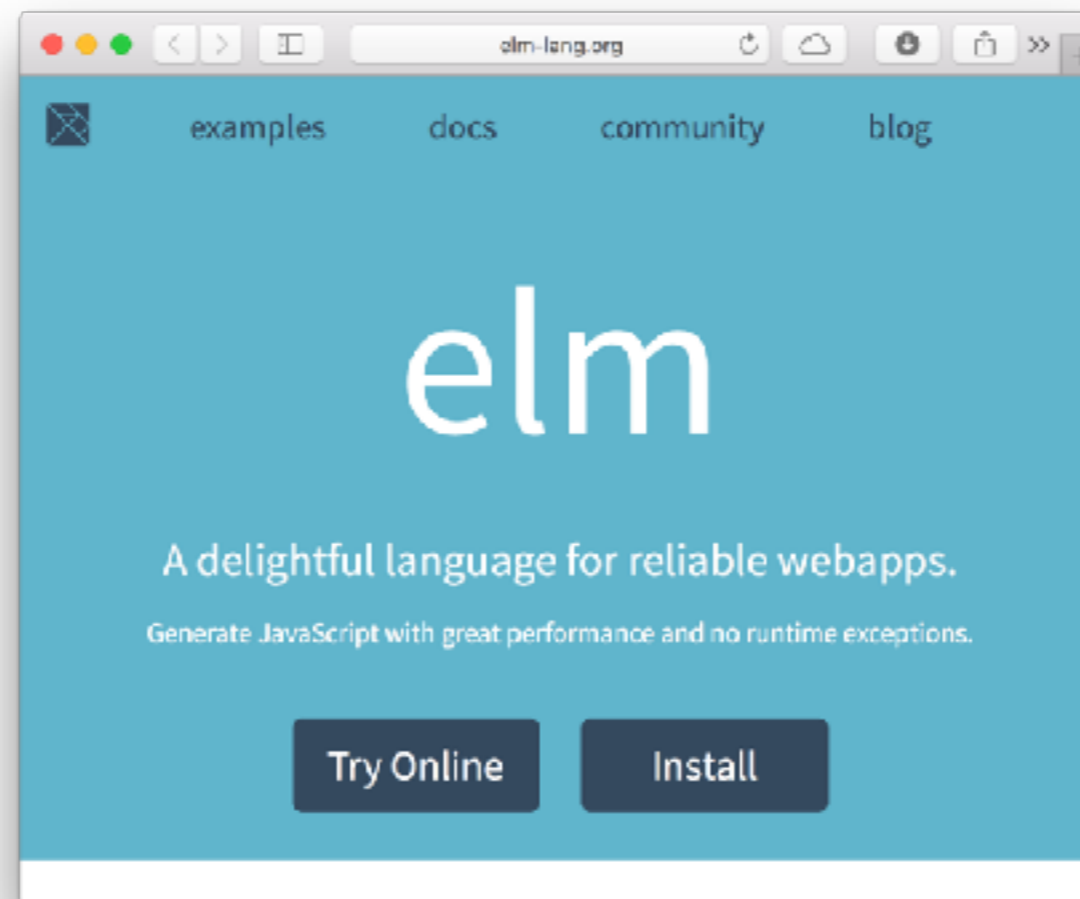 elm-lang.org
examples docs community blog
elm
A delightful language for reliable webapps.
Generate JavaScript with great performance and no runtime exceptions.
Try Online Install